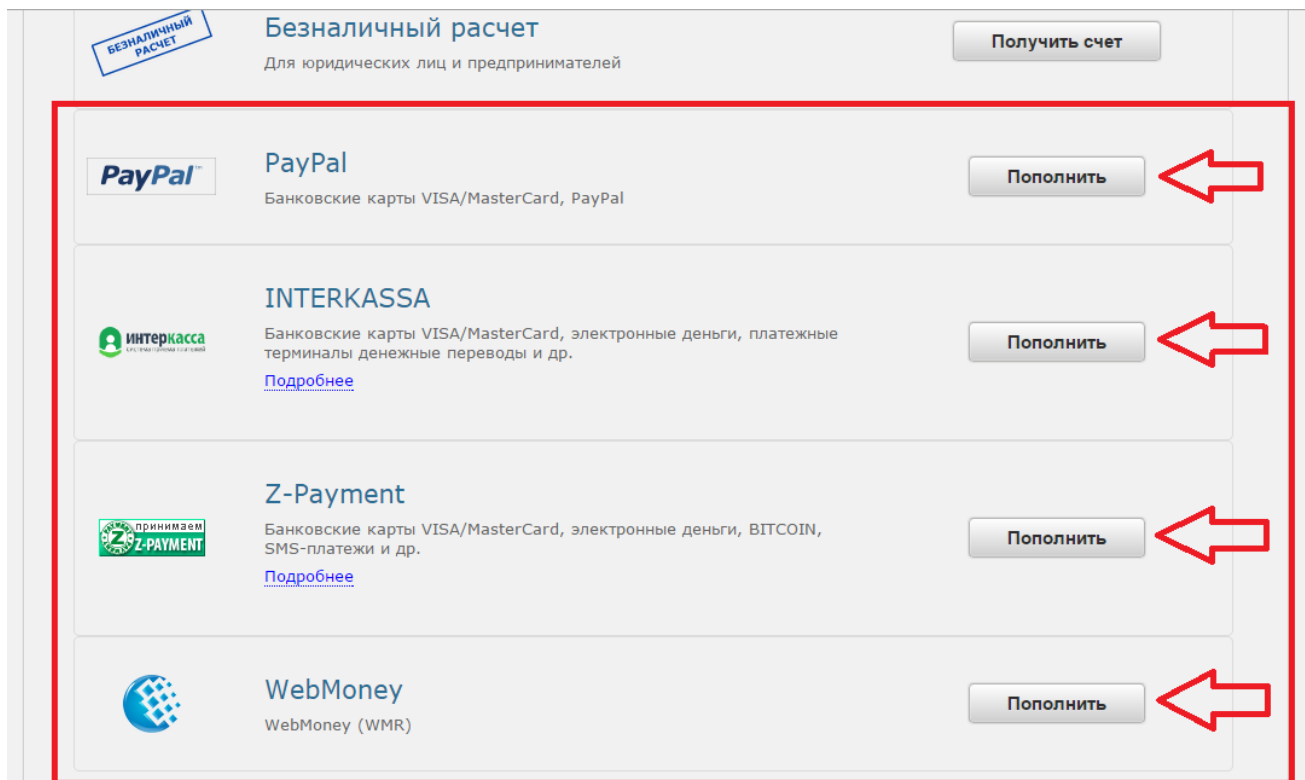 БЕЗНАЛИЧНЫЙ
РАСЧЕТ
Безналичный расчет
Для юридических лиц и предпринимателей
Получить счет
PayPal™
PayPal
Банковские карты VISA/MasterCard, PayPal
Пополнить
интеркасса
INTERKASSA
Банковские карты VISA/MasterCard, электронные деньги, платежные
терминалы денежные переводы и др.
Подробнее
Пополнить
принимаем
Z-PAYMENT
Z-Payment
Банковские карты VISA/MasterCard, электронные деньги, BITCOIN,
SMS-платежи и др.
Подробнее
Пополнить
WebMoney
WebMoney (WMR)
Пополнить